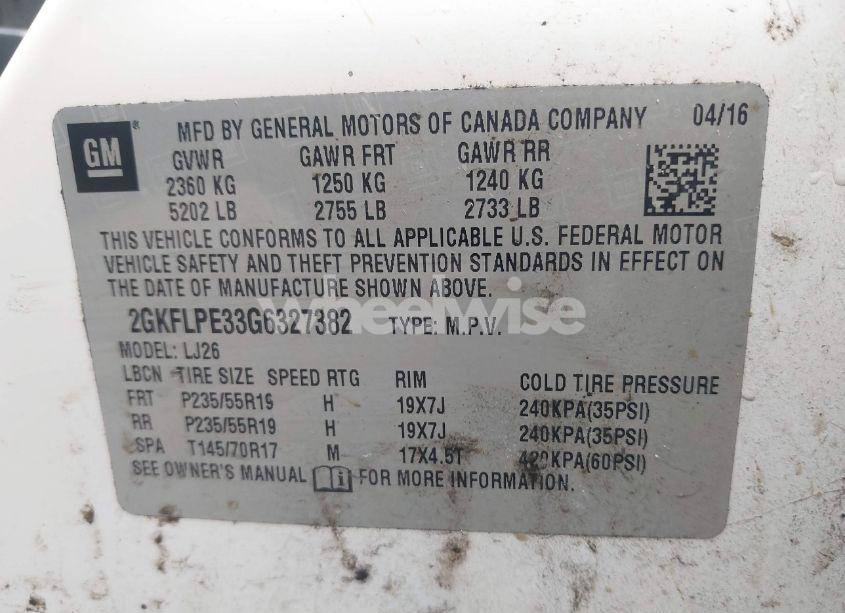 GM
MFD BY GENERAL MOTORS OF CANADA COMPANY 04/16
GVWR GAWR FRT GAWR RR
2360 KG 1250 KG 1240 KG
5202 LB 2755 LB 2733 LB
THIS VEHICLE CONFORMS TO ALL APPLICABLE U.S. FEDERAL MOTOR
VEHICLE SAFETY AND THEFT PREVENTION STANDARDS IN EFFECT ON
THE DATE OF MANUFACTURE SHOWN ABOVE.
wheelwise
2GKFLPE33G6327382 TYPE: M.P.V.
MODEL: LJ26
LBCN TIRE SIZE SPEED RTG RIM COLD TIRE PRESSURE
FRT P235/55R19 H 19X7J 240KPA(35PSI)
RR P235/55R19 H 19X7J 240KPA(35PSI)
SPA T145/70R17 M 17X4.5T 420KPA(60PSI)
SEE OWNER'S MANUAL FOR MORE INFORMATION.